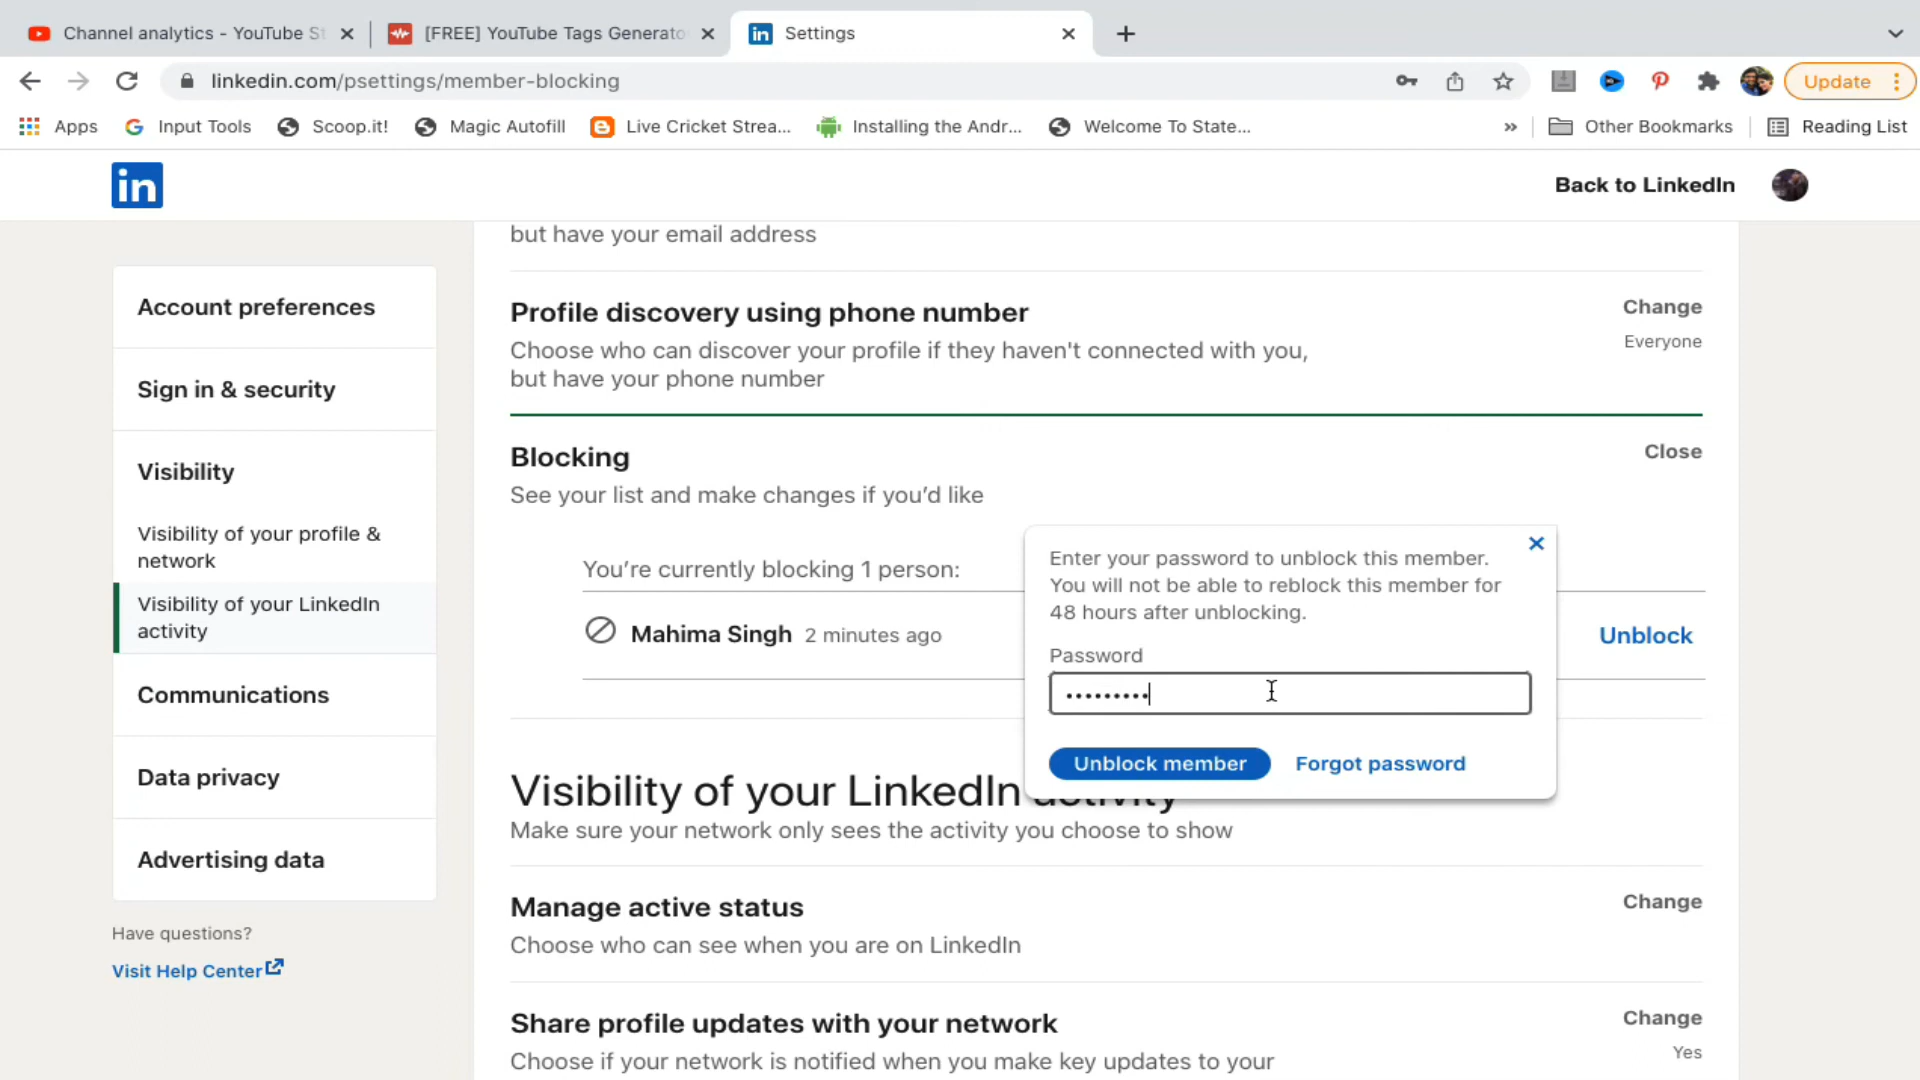 Channel analytics - YouTube St
[FREE] YouTube Tags Generato
in
Settings
linkedin.com/psettings/member-blocking
Update
Apps
Input Tools
Scoop.it!
Magic Autofill
Live Cricket Strea...
Installing the Andr...
Welcome To State...
»
Other Bookmarks
Reading List
in
Back to LinkedIn
but have your email address
Account preferences
Sign in & security
Visibility
Visibility of your profile &
network
Visibility of your LinkedIn
activity
Communications
Data privacy
Advertising data
Have questions?
Visit Help Center
Profile discovery using phone number
Change
Choose who can discover your profile if they haven't connected with you,
but have your phone number
Everyone
Blocking
Close
See your list and make changes if you’d like
You’re currently blocking 1 person:
Mahima Singh 2 minutes ago
Unblock
Enter your password to unblock this member.
You will not be able to reblock this member for
48 hours after unblocking.
Password
•••••••••
Unblock member
Forgot password
Visibility of your LinkedIn activity
Make sure your network only sees the activity you choose to show
Manage active status
Change
Choose who can see when you are on LinkedIn
Share profile updates with your network
Change
Choose if your network is notified when you make key updates to your
Yes